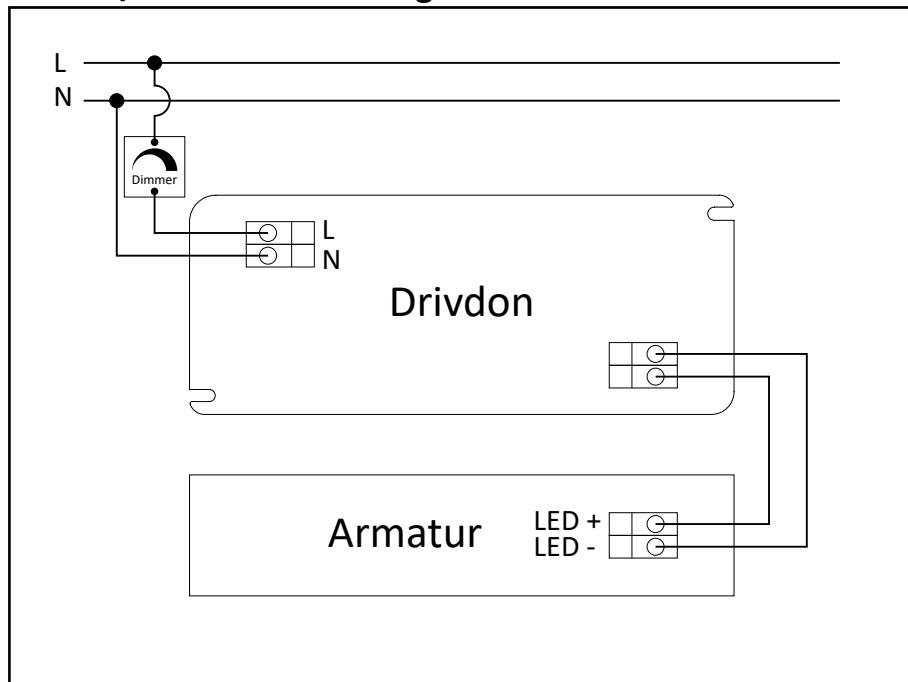 L
N
Dimmer
L
N
Drivdon
Armatur
LED +
LED -